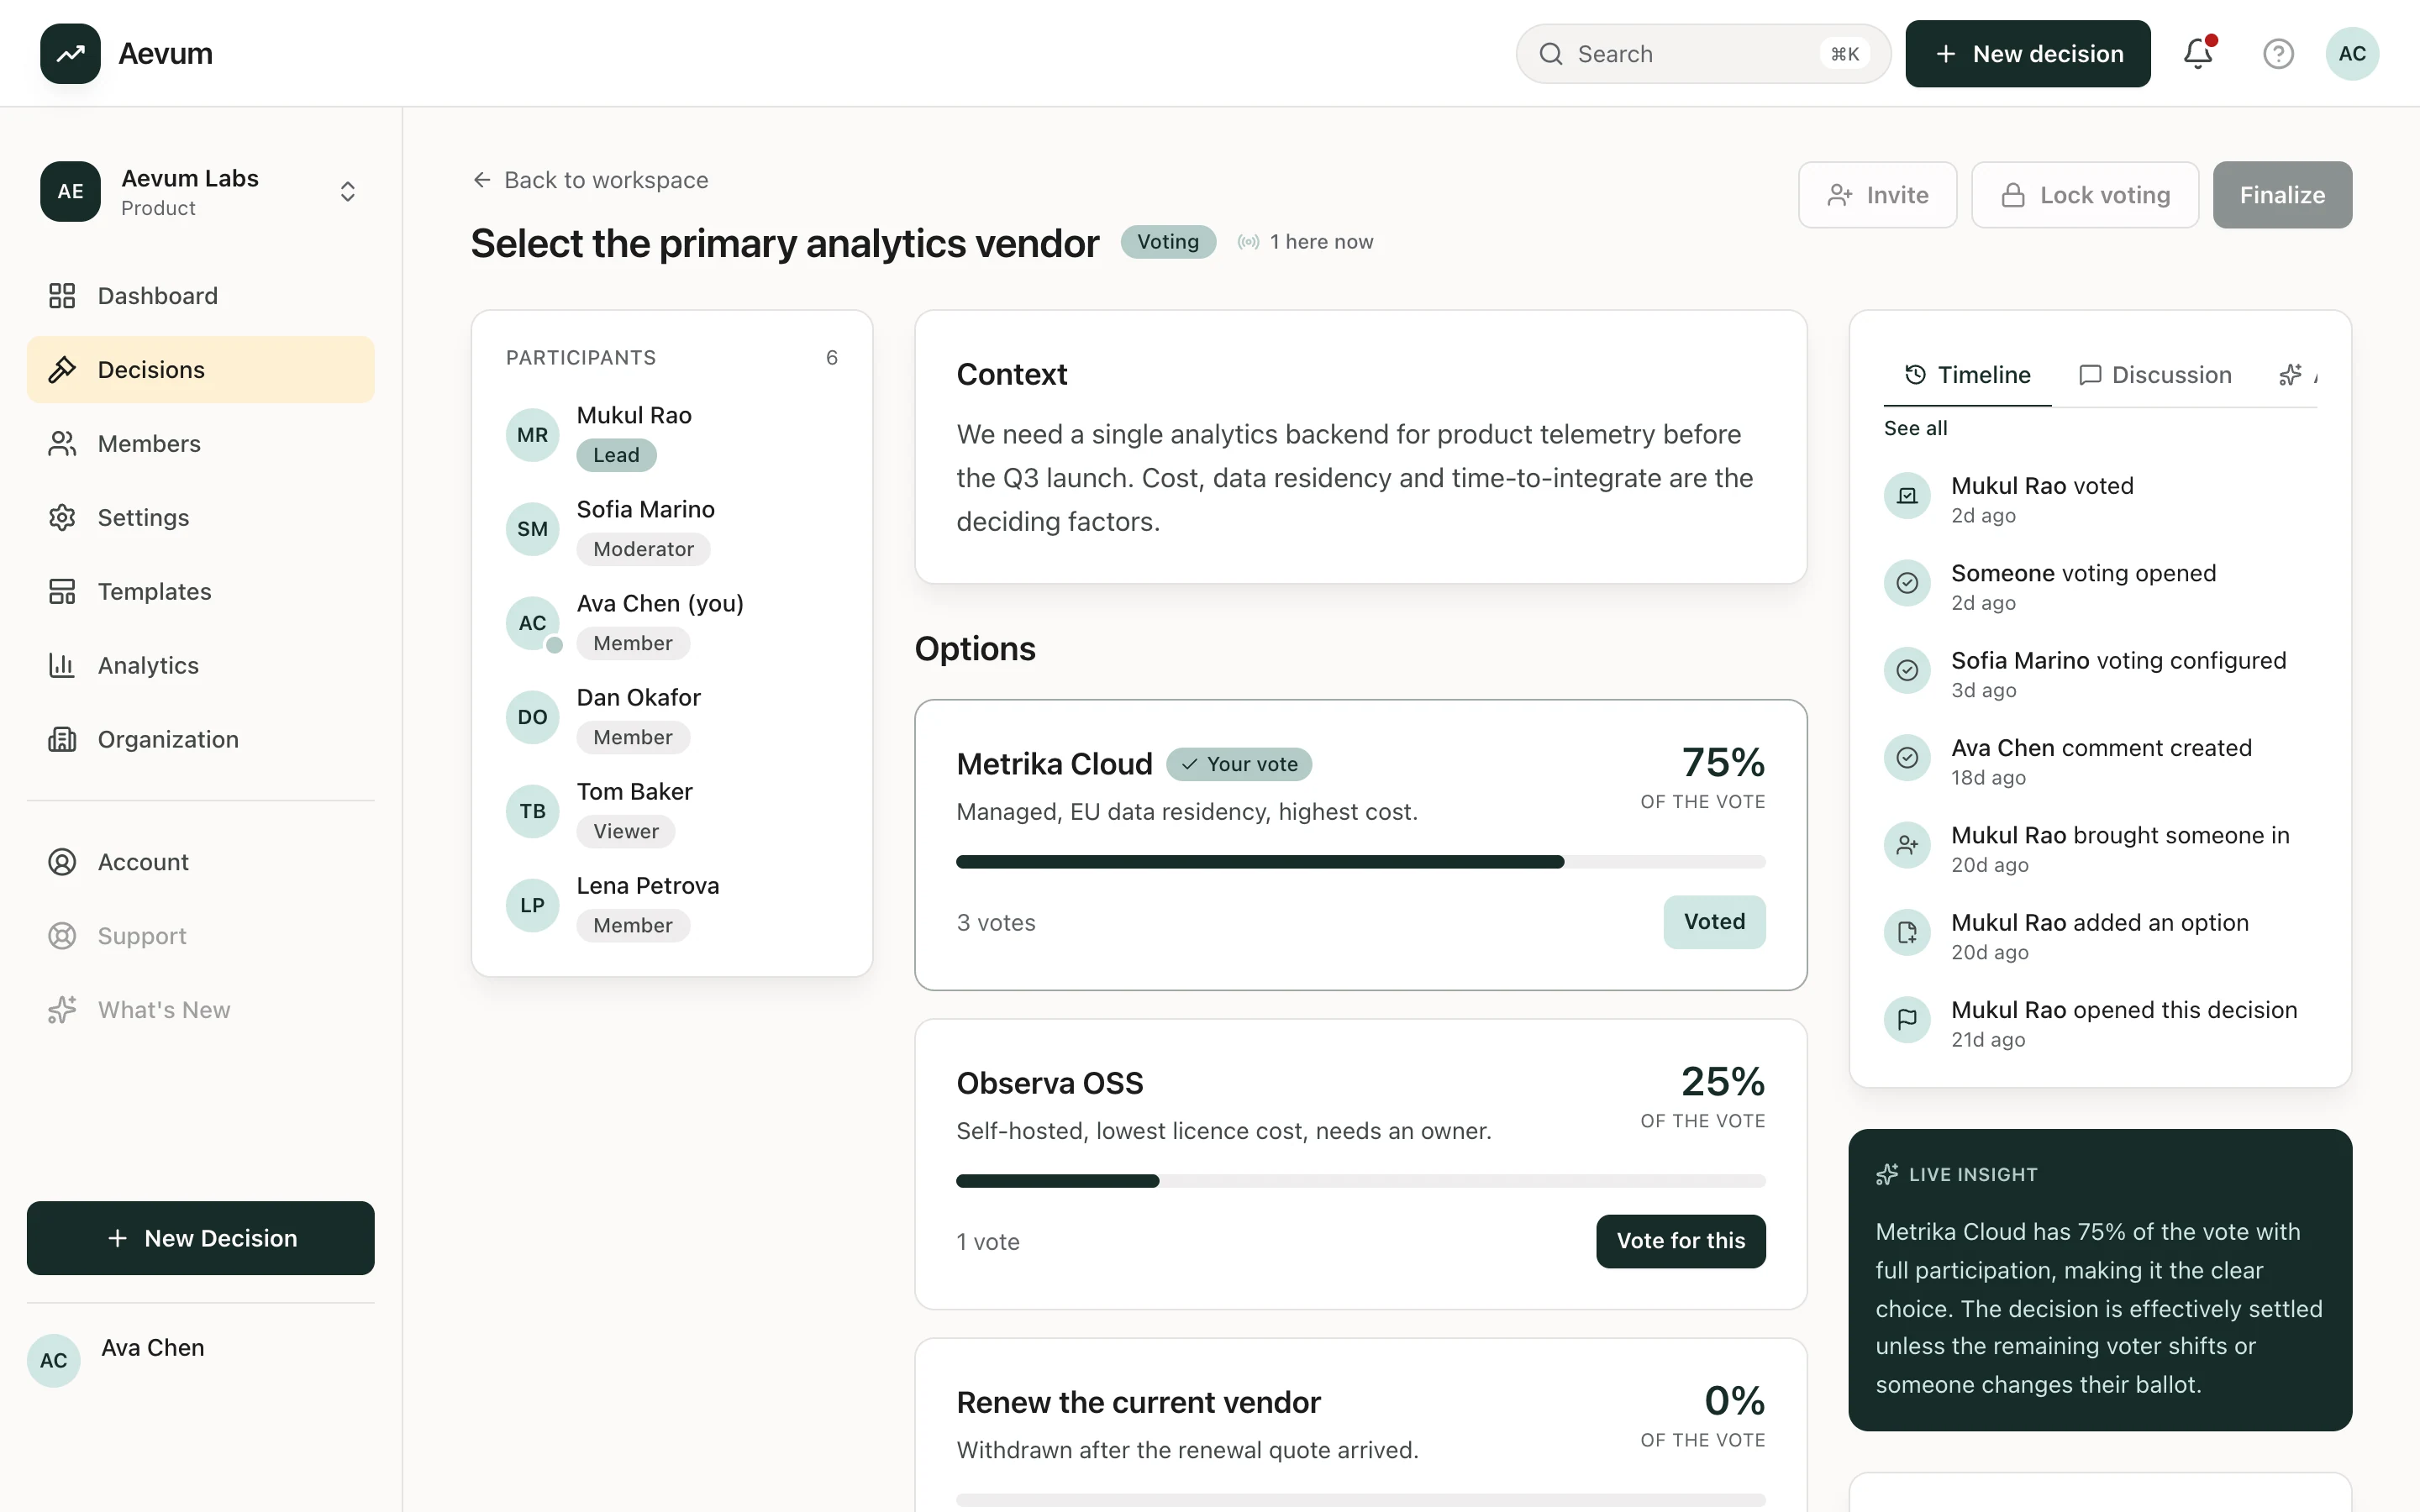 Aevum
Search
⌘K
New decision
AC
AE
Aevum Labs
Product
Dashboard
Decisions
Members
Settings
Templates
Analytics
Organization
Account
Support
What's New
New Decision
AC
Ava Chen
Back to workspace
Select the primary analytics vendor
Voting
1 here now
Invite
Lock voting
Finalize
PARTICIPANTS
6
MR
Mukul Rao
Lead
SM
Sofia Marino
Moderator
AC
Ava Chen (you)
Member
DO
Dan Okafor
Member
TB
Tom Baker
Viewer
LP
Lena Petrova
Member
Context
We need a single analytics backend for product telemetry before
the Q3 launch. Cost, data residency and time-to-integrate are the
deciding factors.
Options
Metrika Cloud
Your vote
75%
OF THE VOTE
Managed, EU data residency, highest cost.
3 votes
Voted
Observa OSS
25%
OF THE VOTE
Self-hosted, lowest licence cost, needs an owner.
1 vote
Vote for this
Renew the current vendor
0%
OF THE VOTE
Withdrawn after the renewal quote arrived.
Timeline
Discussion
See all
Mukul Rao voted
2d ago
Someone voting opened
2d ago
Sofia Marino voting configured
3d ago
Ava Chen comment created
18d ago
Mukul Rao brought someone in
20d ago
Mukul Rao added an option
20d ago
Mukul Rao opened this decision
21d ago
LIVE INSIGHT
Metrika Cloud has 75% of the vote with
full participation, making it the clear
choice. The decision is effectively settled
unless the remaining voter shifts or
someone changes their ballot.